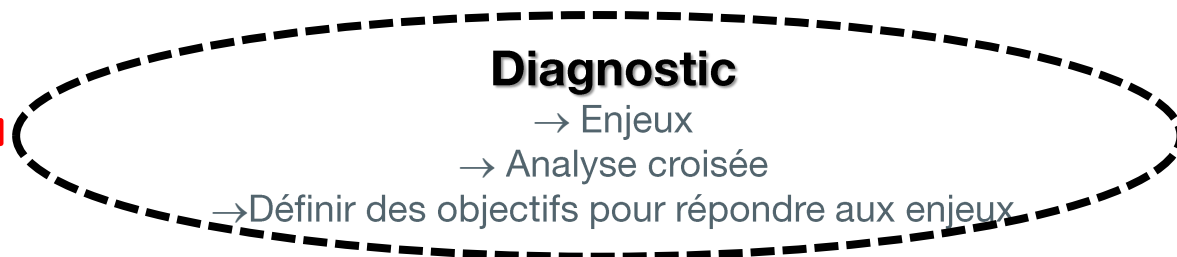 Diagnostic
→ Enjeux
→ Analyse croisée
→Définir des objectifs pour répondre aux enjeux